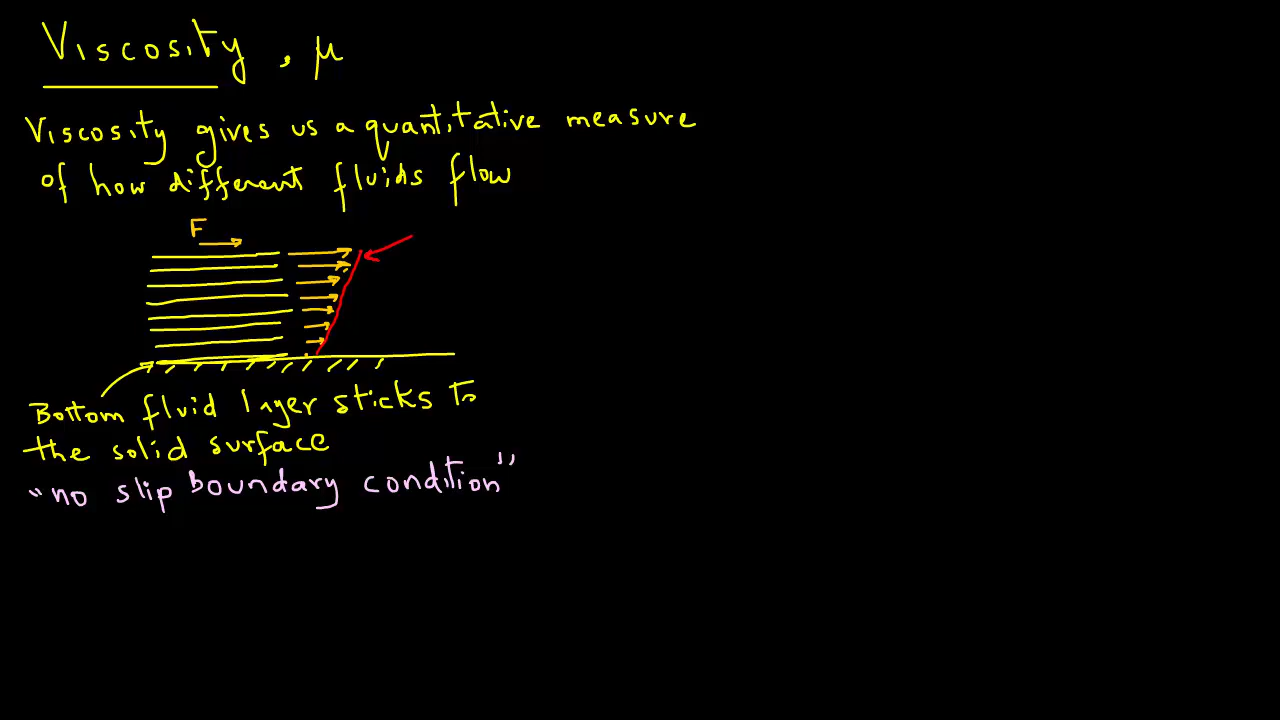 Viscosity, μ
Viscosity gives us a quantitative measure
of how different fluids flow
F
Bottom fluid layer sticks to
the solid surface
"no slip boundary condition"